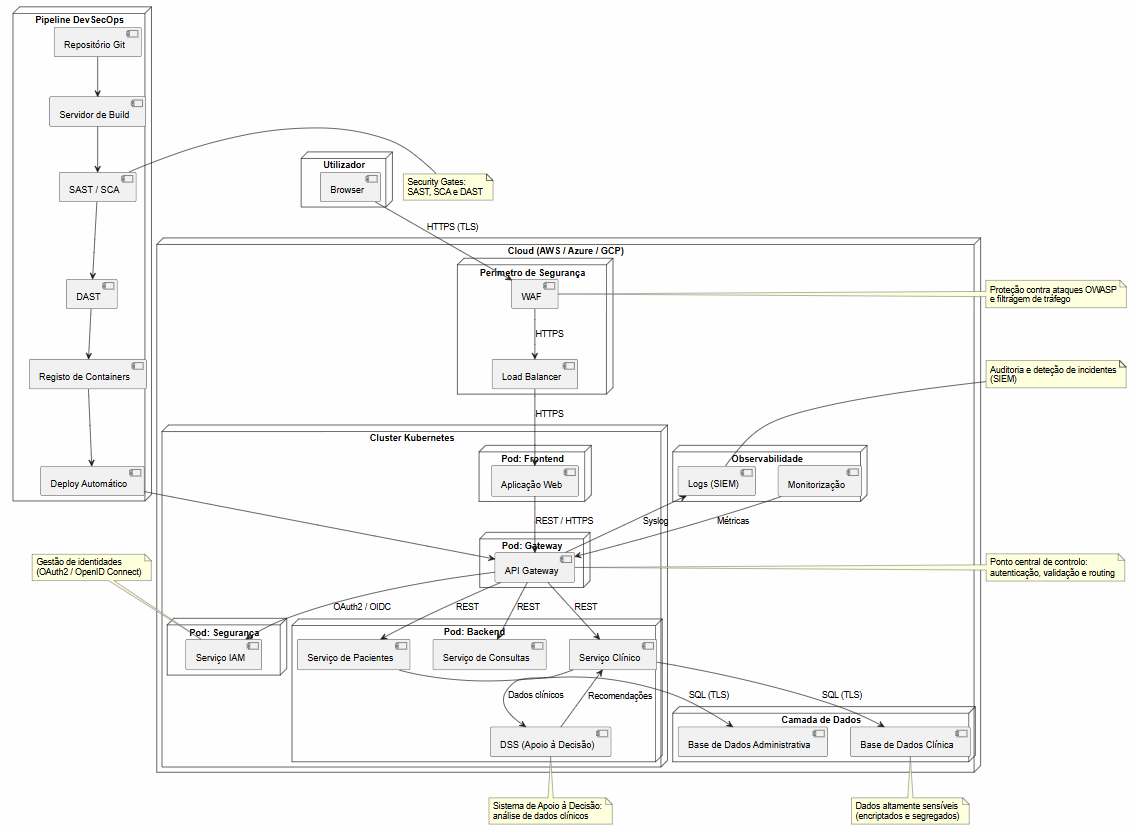 Pipeline DevSecOps
Repositório Git
Servidor de Build
SAST / SCA
DAST
Registo de Containers
Deploy Automático
Utilizador
Browser
Security Gates:
SAST, SCA e DAST
HTTPS (TLS)
Cloud (AWS / Azure / GCP)
Perímetro de Segurança
WAF
Proteção contra ataques OWASP
e filtragem de tráfego
HTTPS
Load Balancer
Auditoria e deteção de incidentes
(SIEM)
HTTPS
Cluster Kubernetes
Pod: Frontend
Aplicação Web
Observabilidade
Logs (SIEM)
Monitorização
REST / HTTPS
Syslog
Métricas
Pod: Gateway
API Gateway
Ponto central de controlo:
autenticação, validação e routing
Gestão de identidades
(OAuth2 / OpenID Connect)
OAuth2 / OIDC
REST
REST
REST
Pod: Segurança
Serviço IAM
Pod: Backend
Serviço de Pacientes
Serviço de Consultas
Serviço Clínico
Dados clínicos
Recomendações
SQL (TLS)
SQL (TLS)
DSS (Apoio à Decisão)
Camada de Dados
Base de Dados Administrativa
Base de Dados Clínica
Sistema de Apoio à Decisão:
análise de dados clínicos
Dados altamente sensíveis
(encriptados e segregados)